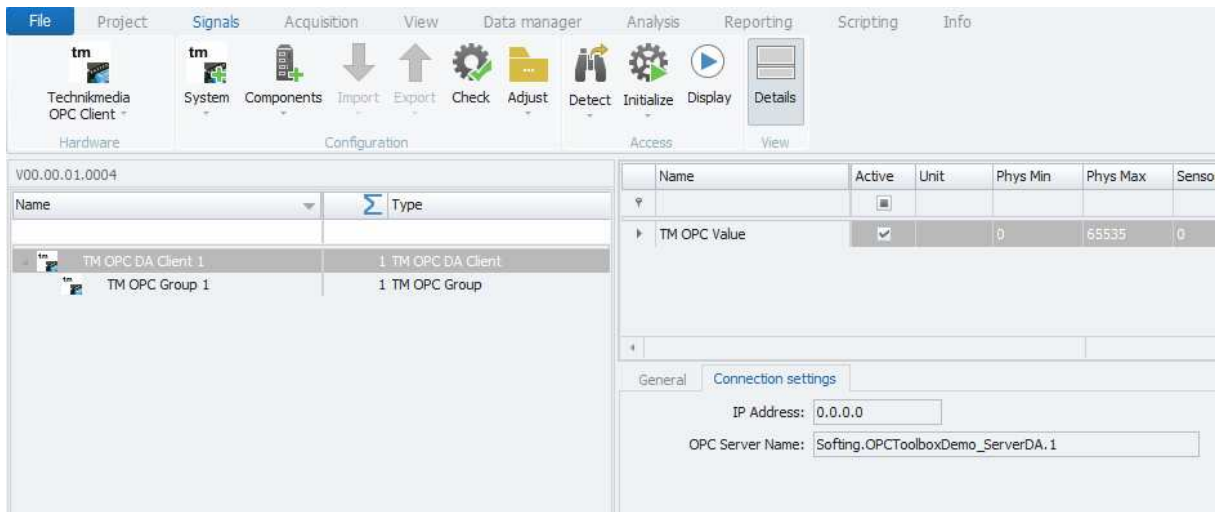 File Project Signals Acquisition View Data manager Analysis Reporting Scripting Info
tm tm
Technikmedia System Components Import Export Check Adjust Detect Initialize Display Details
OPC Client
Hardware Configuration Access View
V00.00.01.0004
Name Type
TM OPC DA Client 1 1 TM OPC DA Client
TM OPC Group 1 1 TM OPC Group
Name Active Unit Phys Min Phys Max Senso
TM OPC Value 0 65535 0
General Connection settings
IP Address: 0.0.0.0
OPC Server Name: Softing.OPCToolboxDemo_ServerDA.1